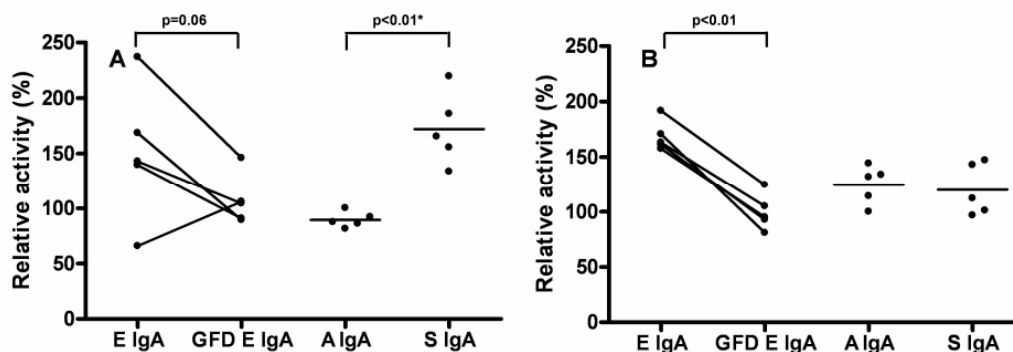 p=0.06
p<0.01*
A
Relative activity (%)
250
200
150
100
50
0
E IgA
GFD E IgA
A IgA
S IgA
p<0.01
B
Relative activity (%)
250
200
150
100
50
0
E IgA
GFD E IgA
A IgA
S IgA